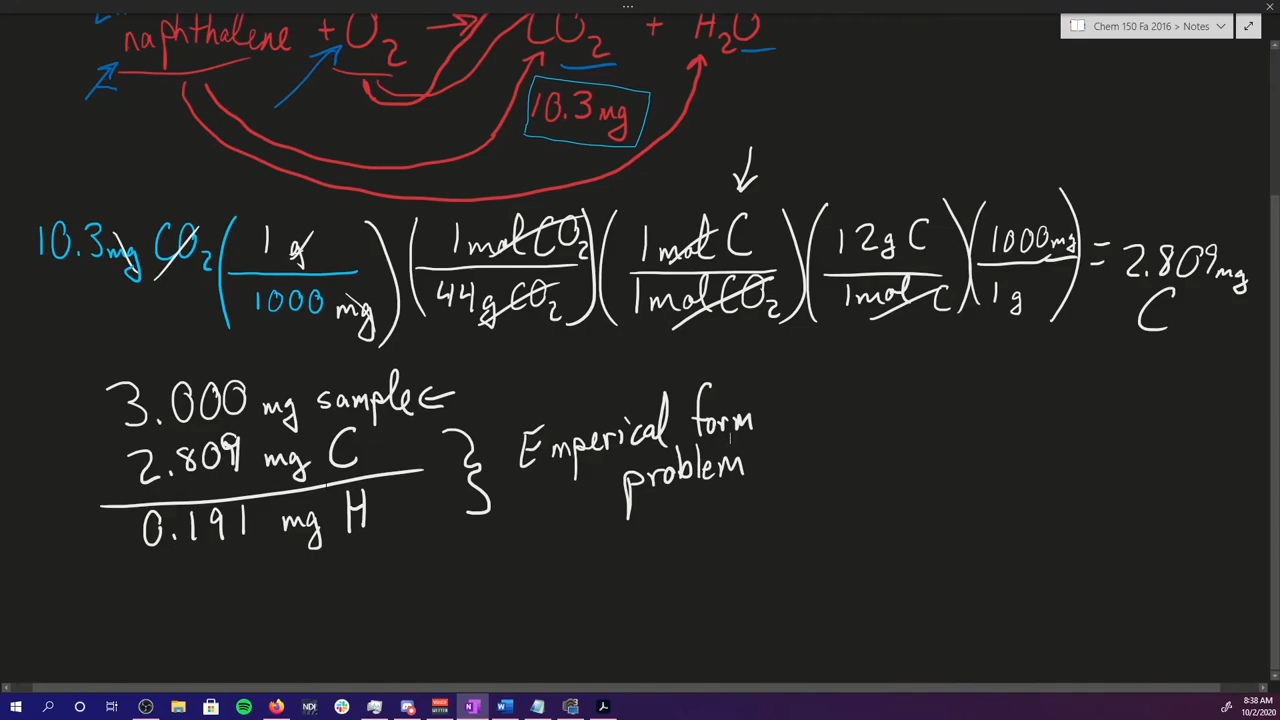 Chem 150 Fa 2016 > Notes
naphthalene + O2 → CO2 + H2O
10.3 mg
10.3 mg CO2 (1 g / 1000 mg) (1 mol CO2 / 44 g CO2) (1 mol C / 1 mol CO2) (12 g C / 1 mol C) (1000 mg / 1 g) = 2.809 mg C
3.000 mg sample ←
2.809 mg C
0.191 mg H
Emperical form
problem
8:38 AM
10/2/2020